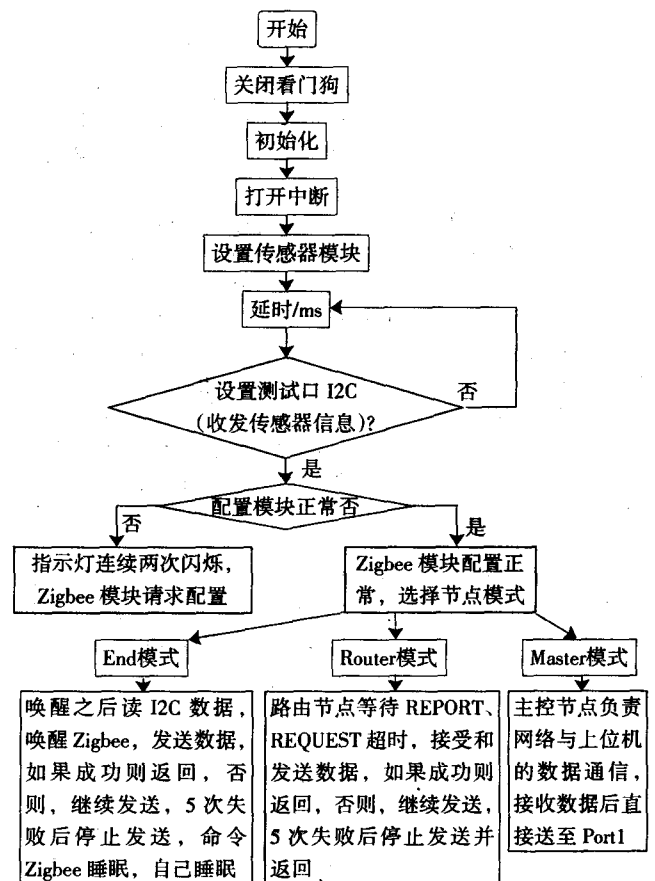 开始
关闭看门狗
初始化
打开中断
设置传感器模块
延时/ms
设置测试口 I2C
（收发传感器信息）?
否
是
配置模块正常否
否
是
指示灯连续两次闪烁，
Zigbee 模块请求配置
Zigbee 模块配置正
常，选择节点模式
End模式
Router模式
Master模式
唤醒之后读 I2C 数据，
唤醒 Zigbee，发送数据，
如果成功则返回，否
则，继续发送，5 次失
败后停止发送，命令
Zigbee 睡眠，自己睡眠
路由节点等待 REPORT、
REQUEST 超时，接受和
发送数据，如果成功则
返回，否则，继续发送，
5 次失败后停止发送并
返回
主控节点负责
网络与上位机
的数据通信，
接收数据后直
接送至 Port1